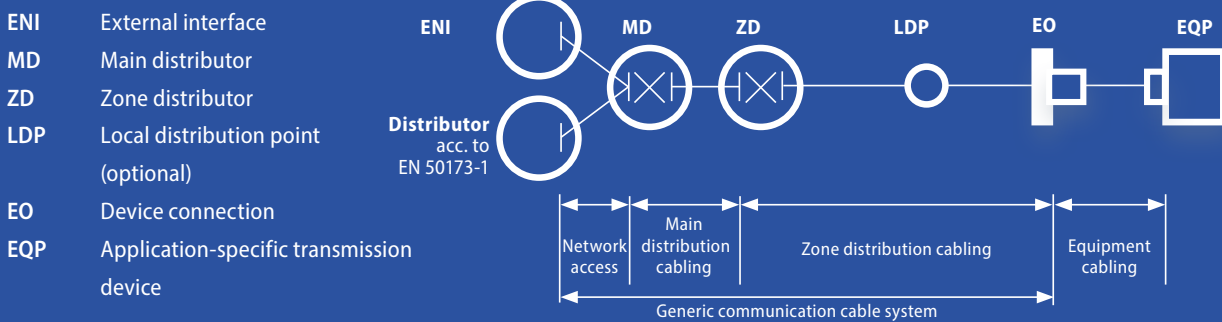 ENI External interface
MD Main distributor
ZD Zone distributor
LDP Local distribution point
(optional)
EO Device connection
EQP Application-specific transmission
device
ENI
MD
ZD
LDP
EO
EQP
Distributor
acc. to
EN 50173-1
Network
access
Main
distribution
cabling
Zone distribution cabling
Equipment
cabling
Generic communication cable system